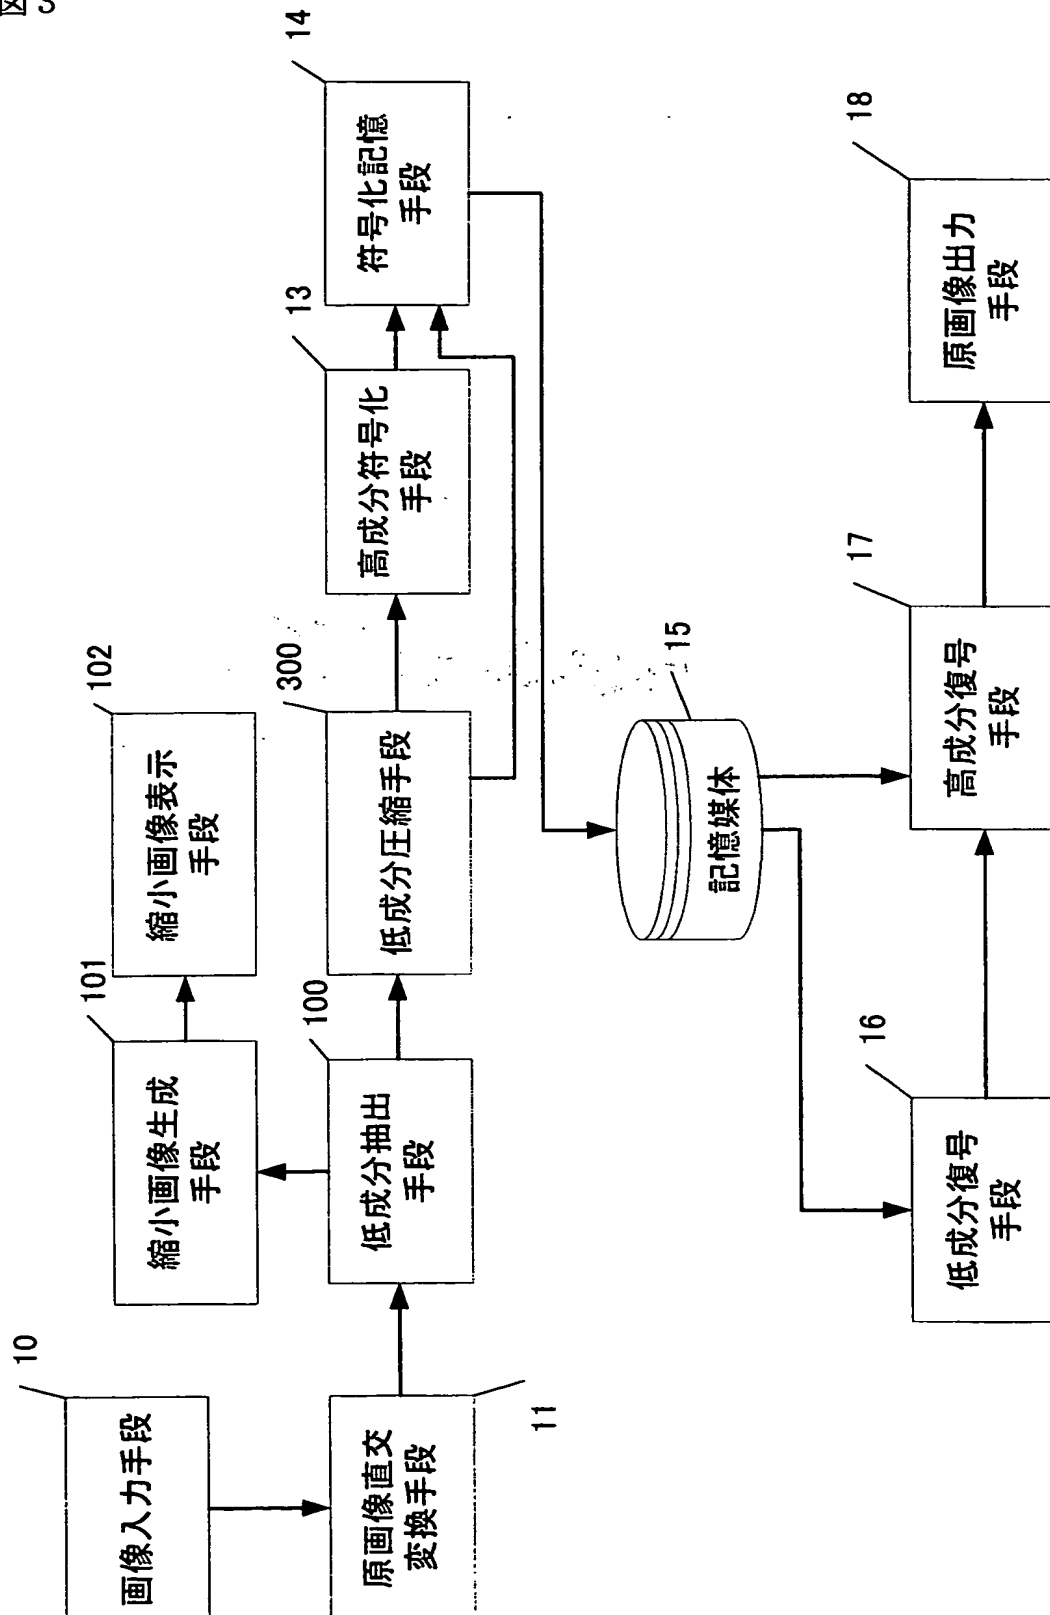 図3
10
画像入力手段
11
原画像直交
変換手段
101
縮小画像生成
手段
102
縮小画像表示
手段
100
低成分抽出
手段
300
低成分圧縮手段
13
高成分符号化
手段
14
符号化記憶
手段
15
記憶媒体
16
低成分復号
手段
17
高成分復号
手段
18
原画像出力
手段